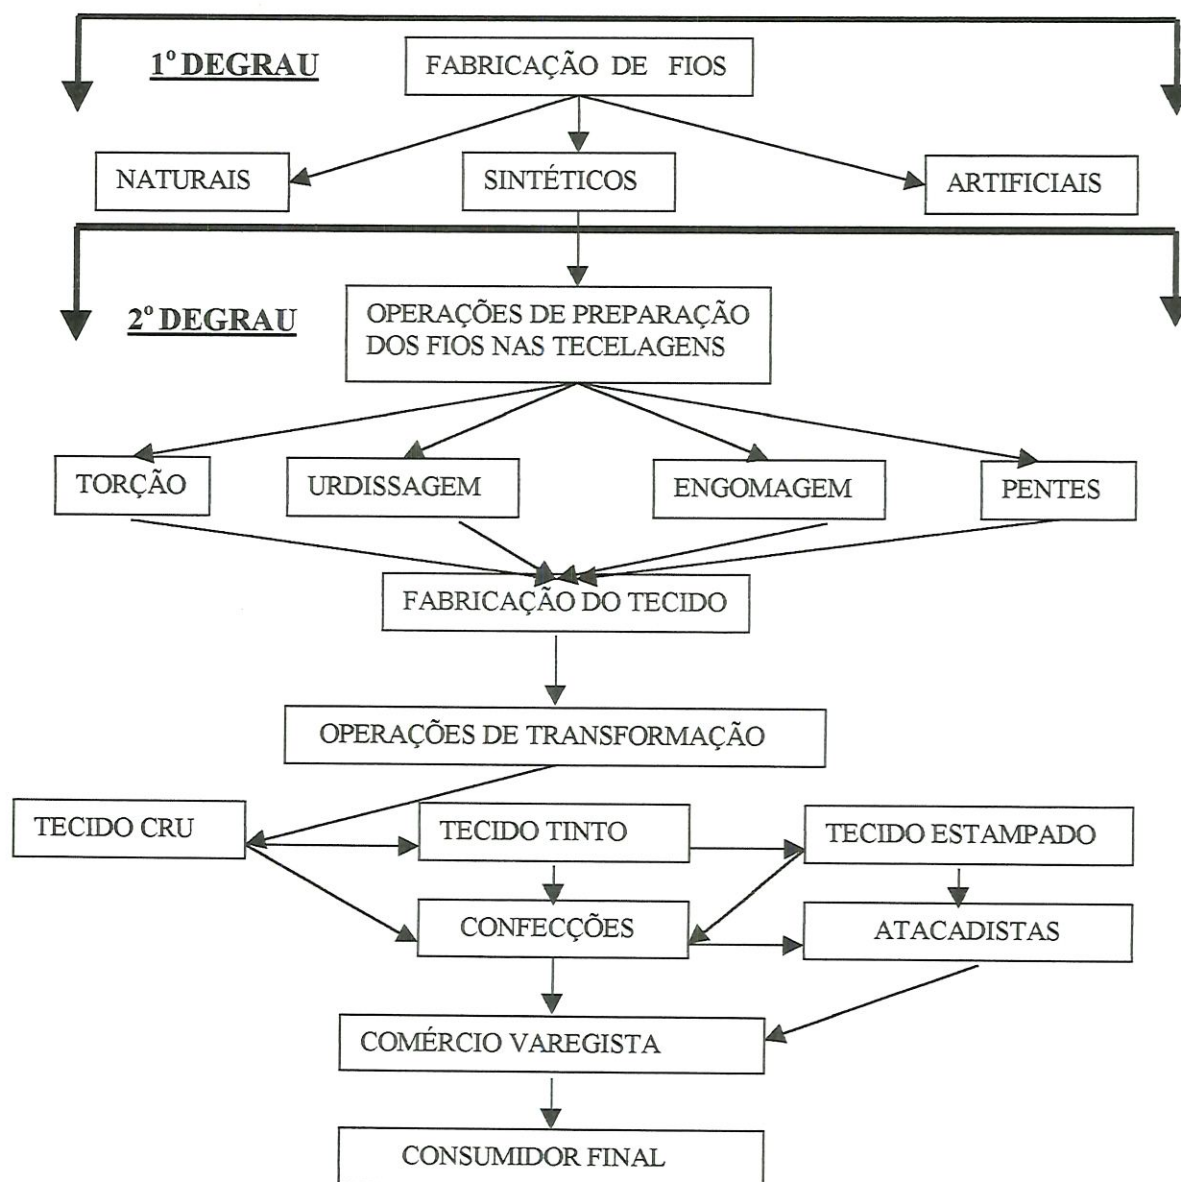 1º DEGRAU
FABRICAÇÃO DE FIOS
NATURAIS
SINTÉTICOS
ARTIFICIAIS
2º DEGRAU
OPERAÇÕES DE PREPARAÇÃO
DOS FIOS NAS TECELAGENS
TORÇÃO
URDISSAGEM
ENGOMAGEM
PENTES
FABRICAÇÃO DO TECIDO
OPERAÇÕES DE TRANSFORMAÇÃO
TECIDO CRU
TECIDO TINTO
TECIDO ESTAMPADO
CONFECÇÕES
ATACADISTAS
COMÉRCIO VAREGISTA
CONSUMIDOR FINAL